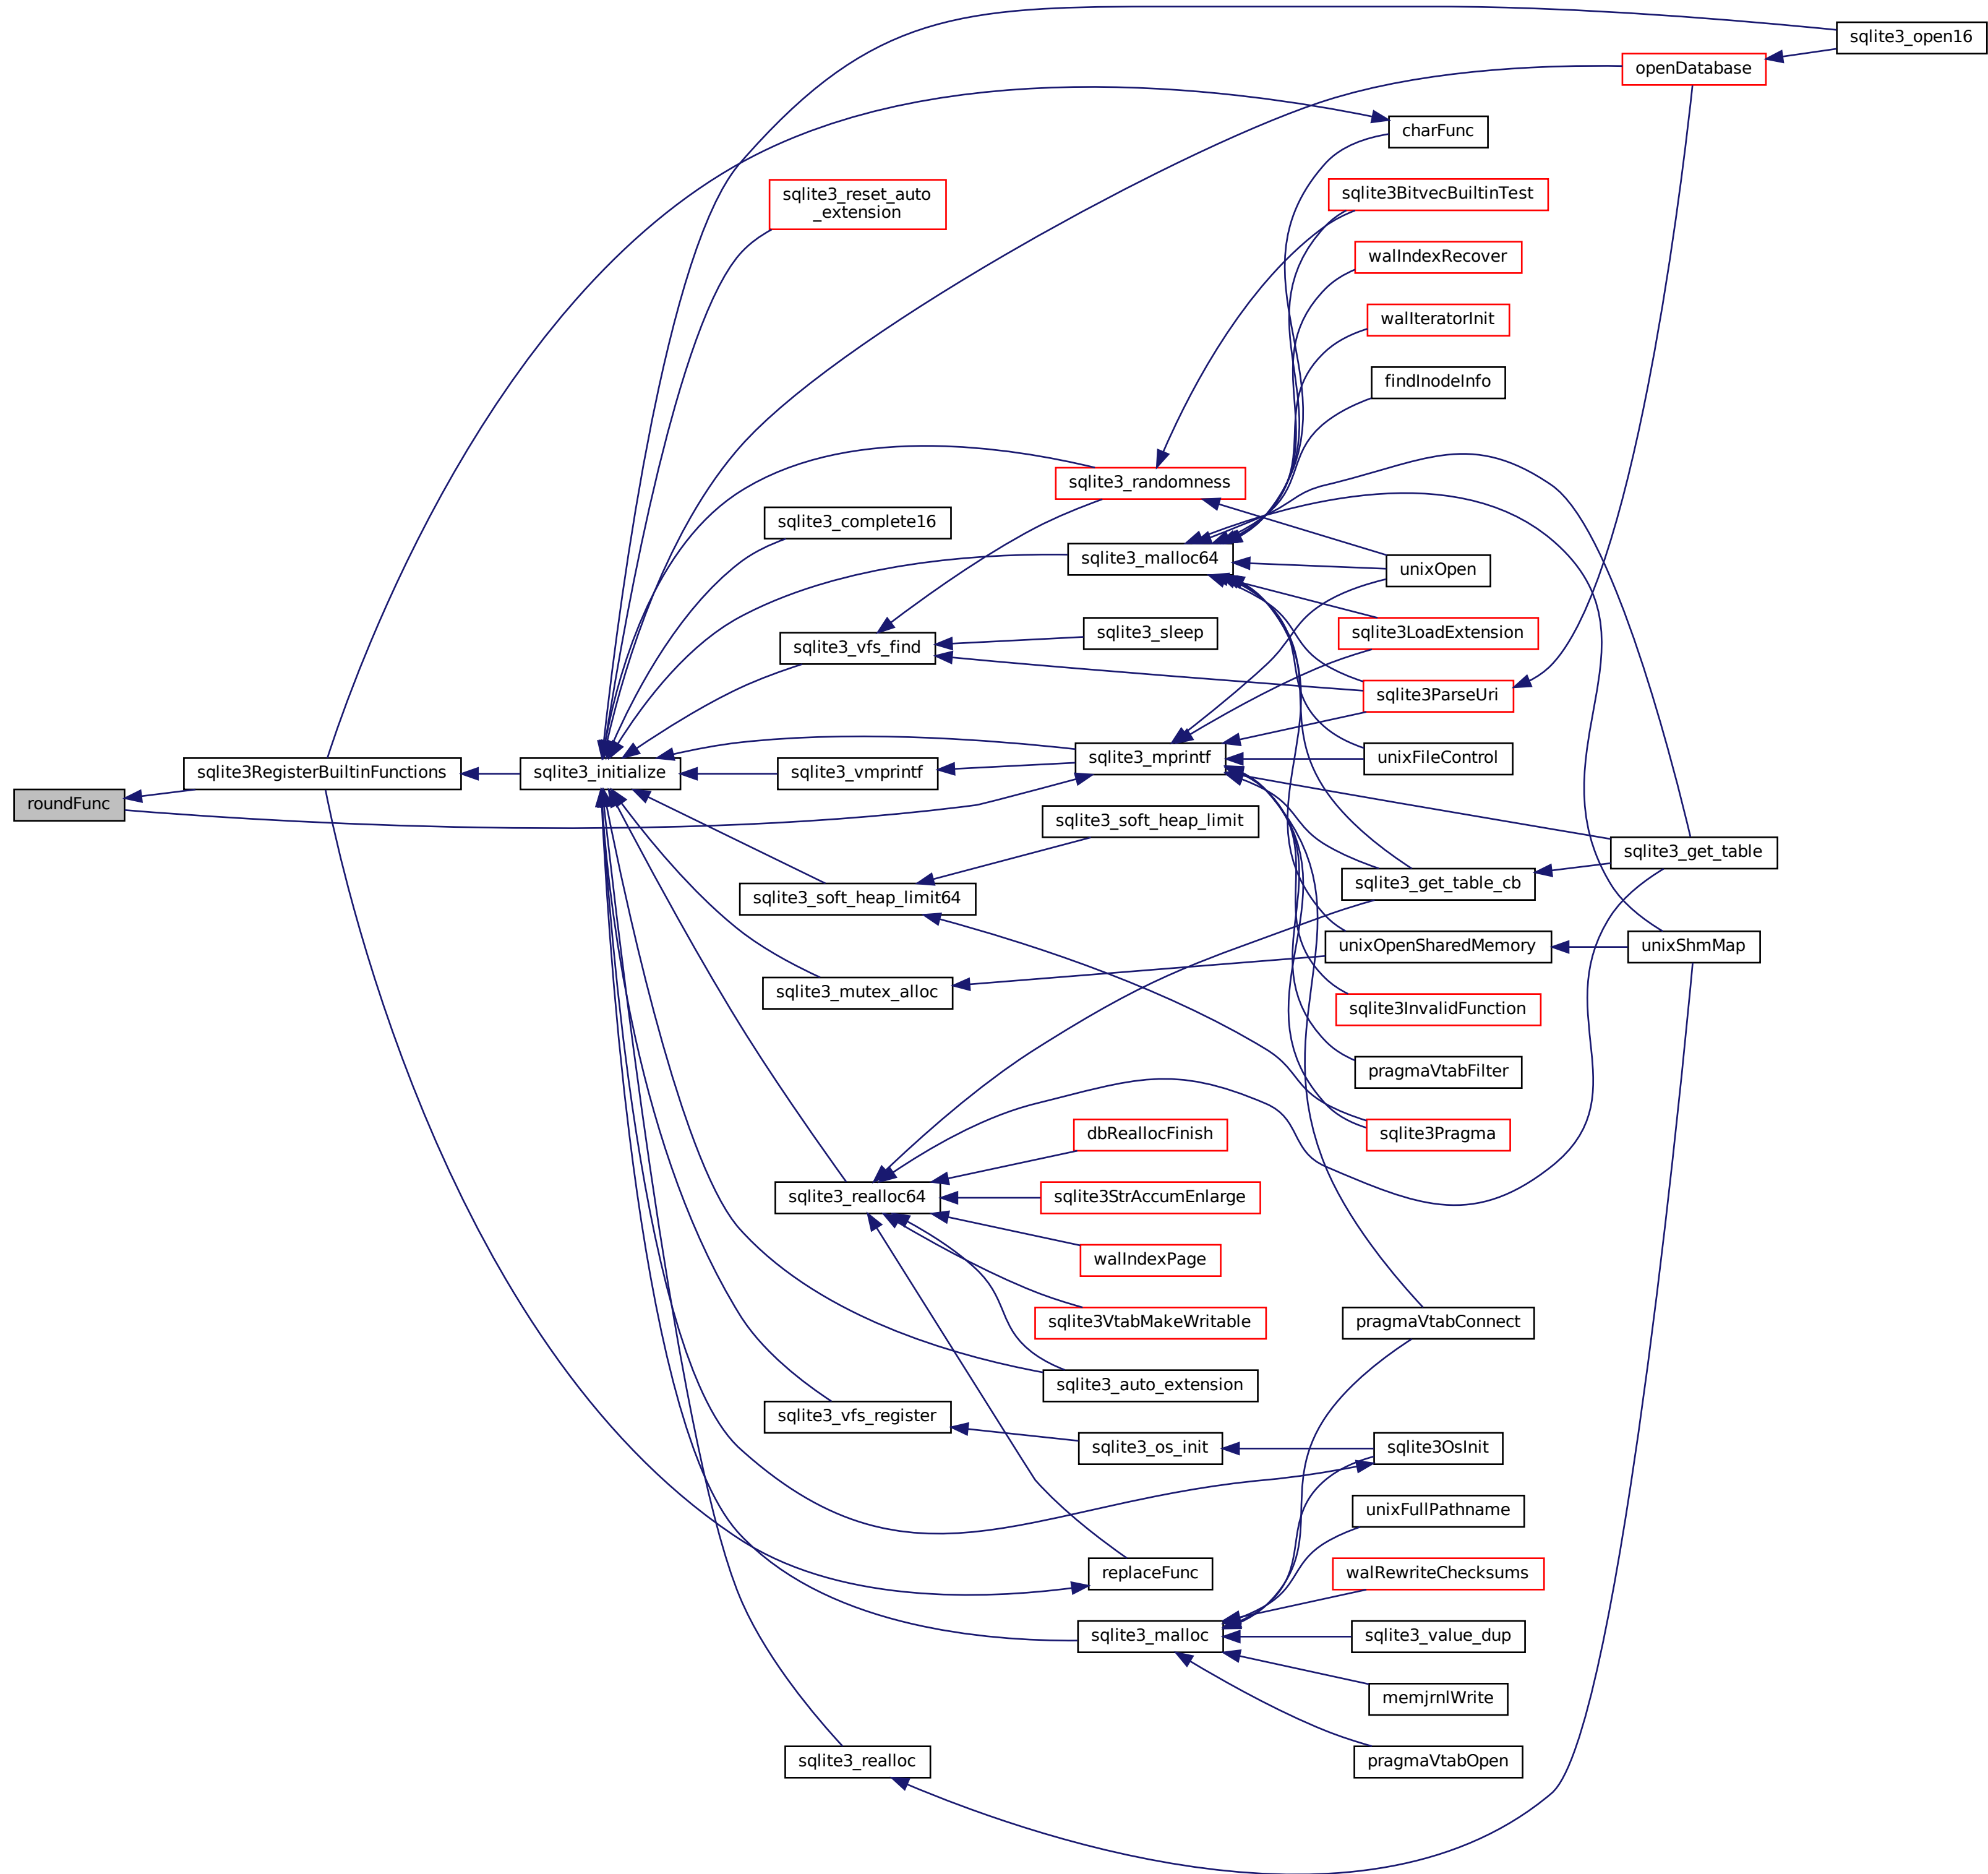 sqlite3_open16
openDatabase
charFunc
sqlite3_reset_auto
_extension
sqlite3BitvecBuiltinTest
walIndexRecover
walIteratorInit
findInodeInfo
sqlite3_randomness
sqlite3_complete16
sqlite3_malloc64
unixOpen
sqlite3_sleep
sqlite3LoadExtension
sqlite3_vfs_find
sqlite3ParseUri
sqlite3_mprintf
unixFileControl
sqlite3RegisterBuiltinFunctions
sqlite3_initialize
sqlite3_vmprintf
roundFunc
sqlite3_soft_heap_limit
sqlite3_get_table
sqlite3_get_table_cb
sqlite3_soft_heap_limit64
unixOpenSharedMemory
unixShmMap
sqlite3_mutex_alloc
sqlite3InvalidFunction
pragmaVtabFilter
dbReallocFinish
sqlite3Pragma
sqlite3_realloc64
sqlite3StrAccumEnlarge
walIndexPage
sqlite3VtabMakeWritable
pragmaVtabConnect
sqlite3_auto_extension
sqlite3_vfs_register
sqlite3_os_init
sqlite3OsInit
unixFullPathname
replaceFunc
walRewriteChecksums
sqlite3_malloc
sqlite3_value_dup
memjrnlWrite
sqlite3_realloc
pragmaVtabOpen